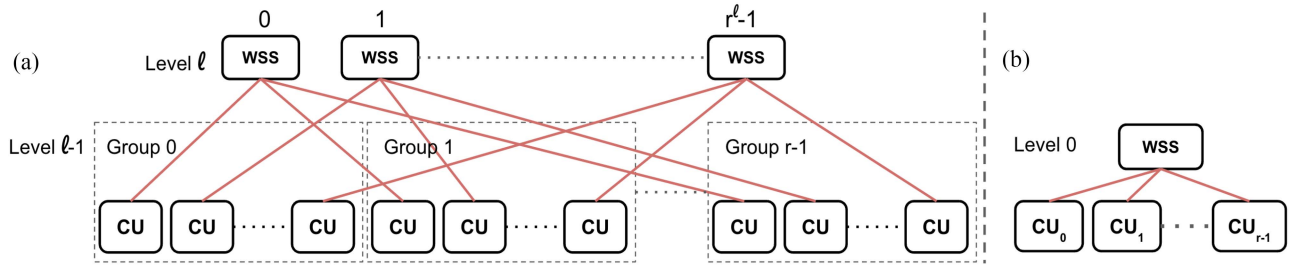 0 1 r^ℓ-1
(a) Level ℓ WSS WSS WSS (b)
Level ℓ-1 Group 0 Group 1 Group r-1 Level 0 WSS
CU CU CU CU CU CU CU CU CU CU₀ CU₁ CUᵣ₋₁